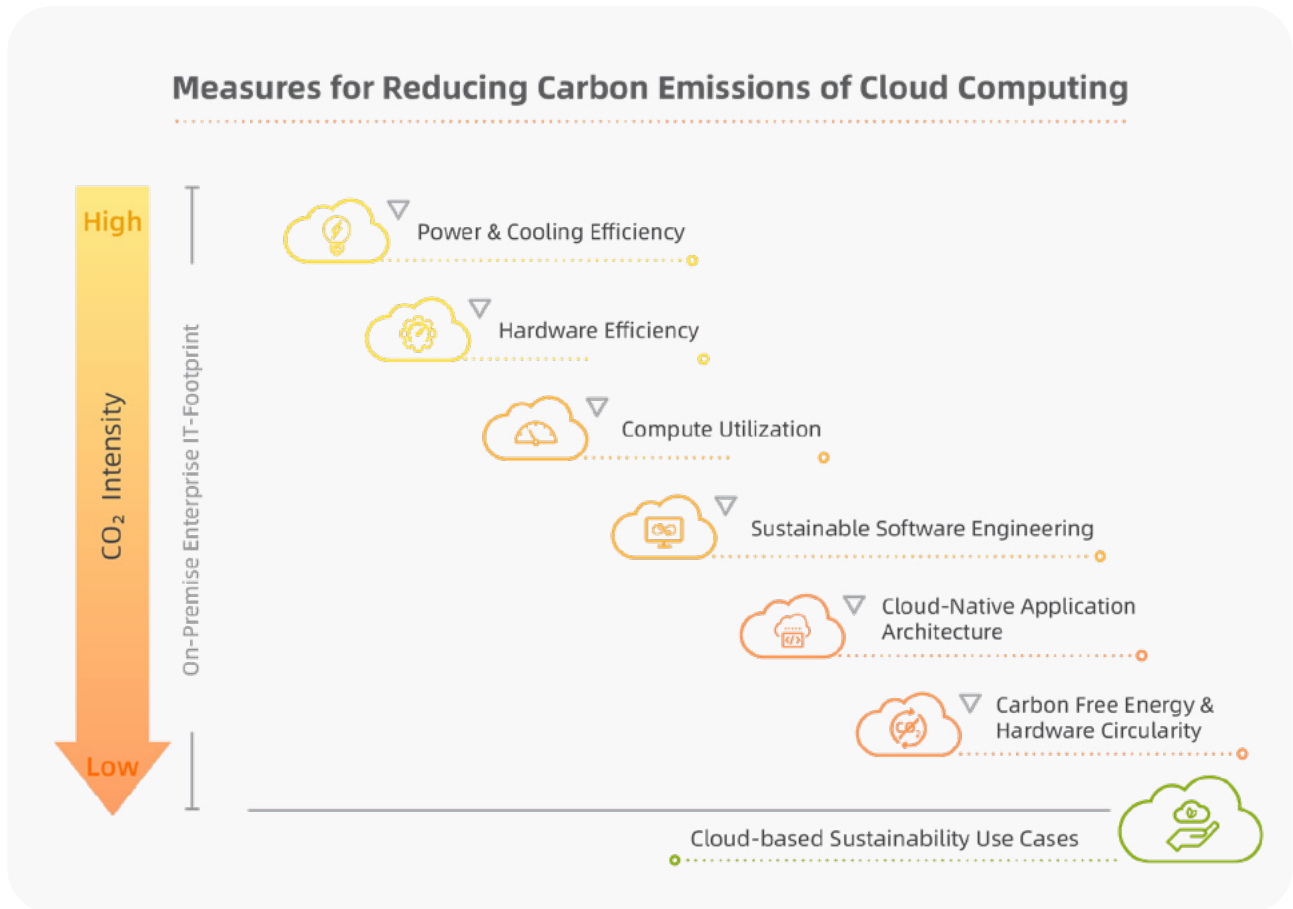 Measures for Reducing Carbon Emissions of Cloud Computing
High
CO₂ Intensity
Low
On-Premise Enterprise IT-Footprint
Power & Cooling Efficiency
Hardware Efficiency
Compute Utilization
Sustainable Software Engineering
</>
Cloud-Native Application
Architecture
CO₂
Carbon Free Energy &
Hardware Circularity
Cloud-based Sustainability Use Cases